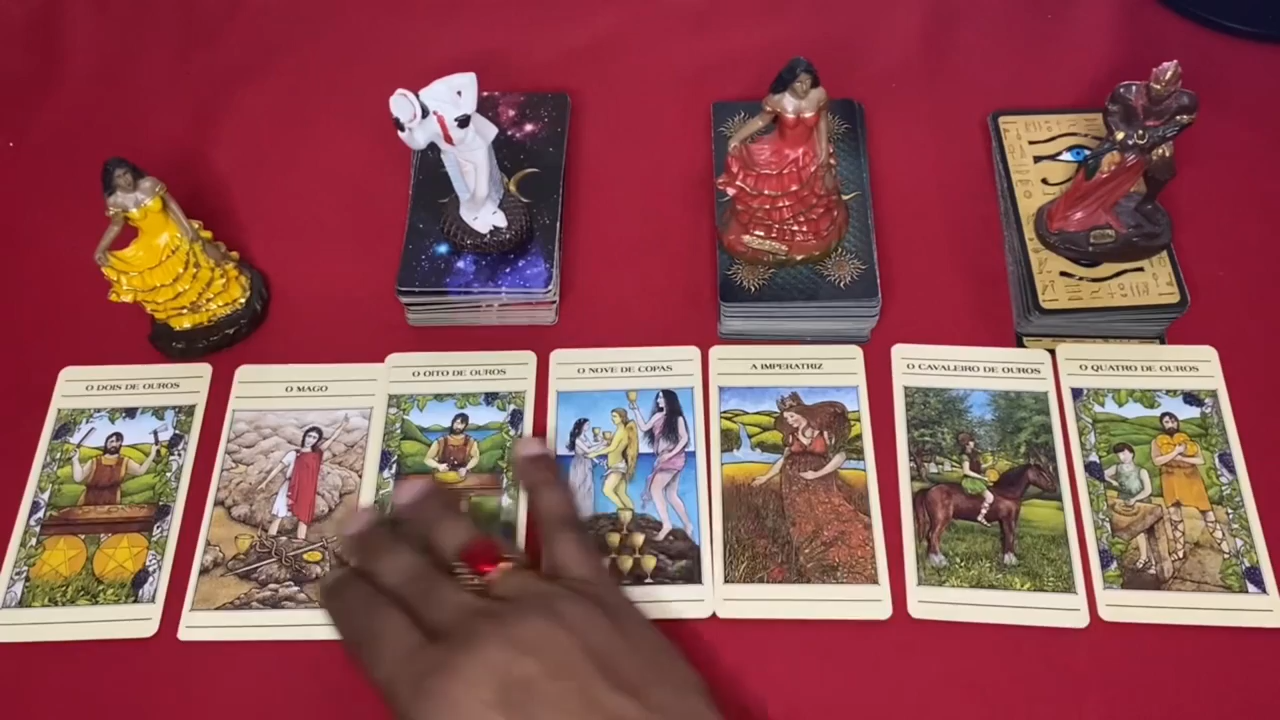 O DOIS DE OUROS
O MAGO
O OITO DE OUROS
O NOVE DE COPAS
A IMPERATRIZ
O CAVALEIRO DE OUROS
O QUATRO DE OUROS